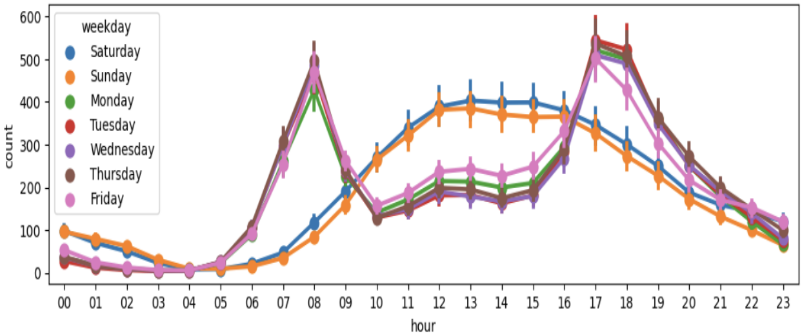 600
500
400
300
200
100
0
count
weekday
Saturday
Sunday
Monday
Tuesday
Wednesday
Thursday
Friday
00 01 02 03 04 05 06 07 08 09 10 11 12 13 14 15 16 17 18 19 20 21 22 23
hour